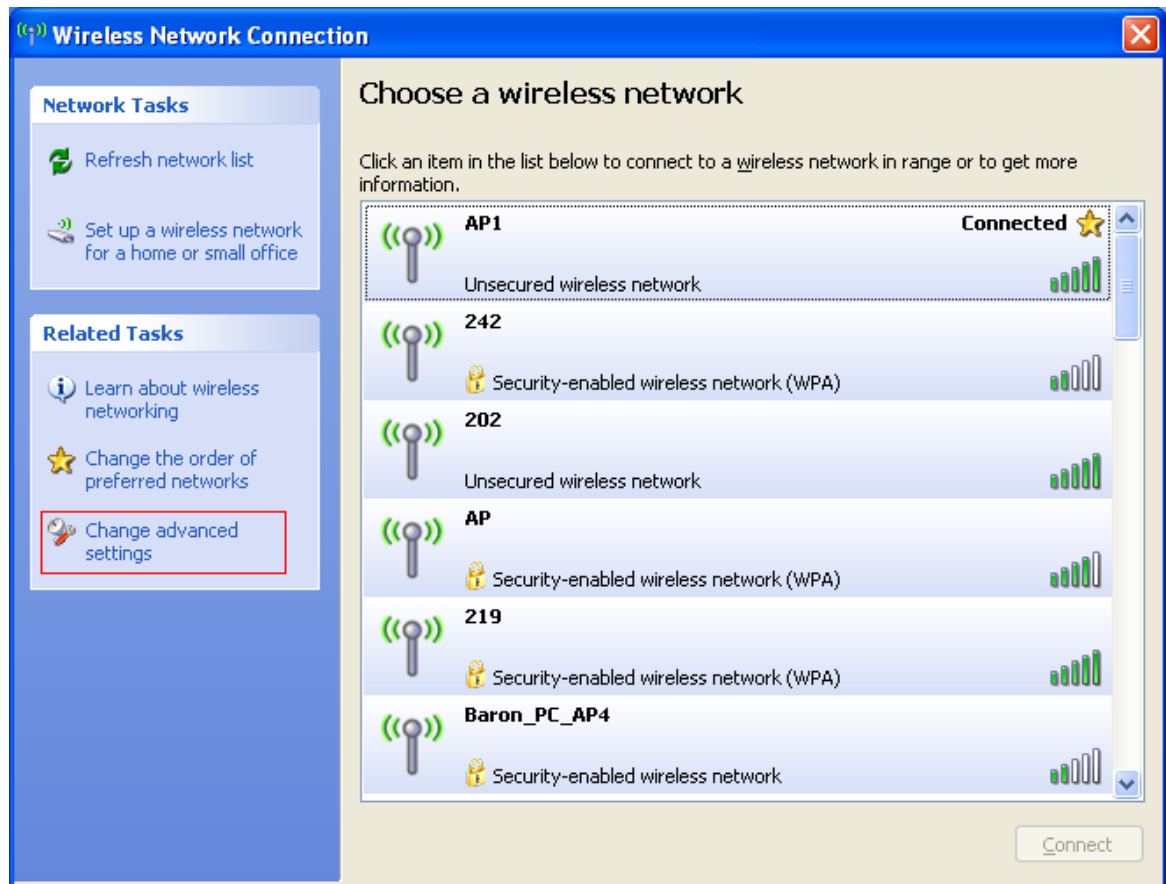 Wireless Network Connection
Network Tasks
Refresh network list
Set up a wireless network
for a home or small office
Related Tasks
Learn about wireless
networking
Change the order of
preferred networks
Change advanced
settings
Choose a wireless network
Click an item in the list below to connect to a wireless network in range or to get more
information.
AP1 Connected
Unsecured wireless network
242
Security-enabled wireless network (WPA)
202
Unsecured wireless network
AP
Security-enabled wireless network (WPA)
219
Security-enabled wireless network (WPA)
Baron_PC_AP4
Security-enabled wireless network
Connect